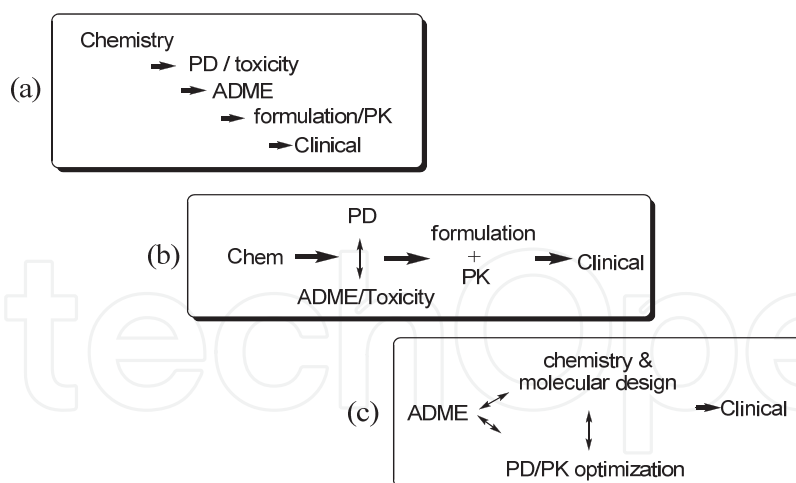 Chemistry
PD / toxicity
(a)
ADME
formulation/PK
Clinical
PD
(b)
Chem
formulation
+
PK
Clinical
ADME/Toxicity
chemistry &
molecular design
(c)
ADME
Clinical
PD/PK optimization
techOpe